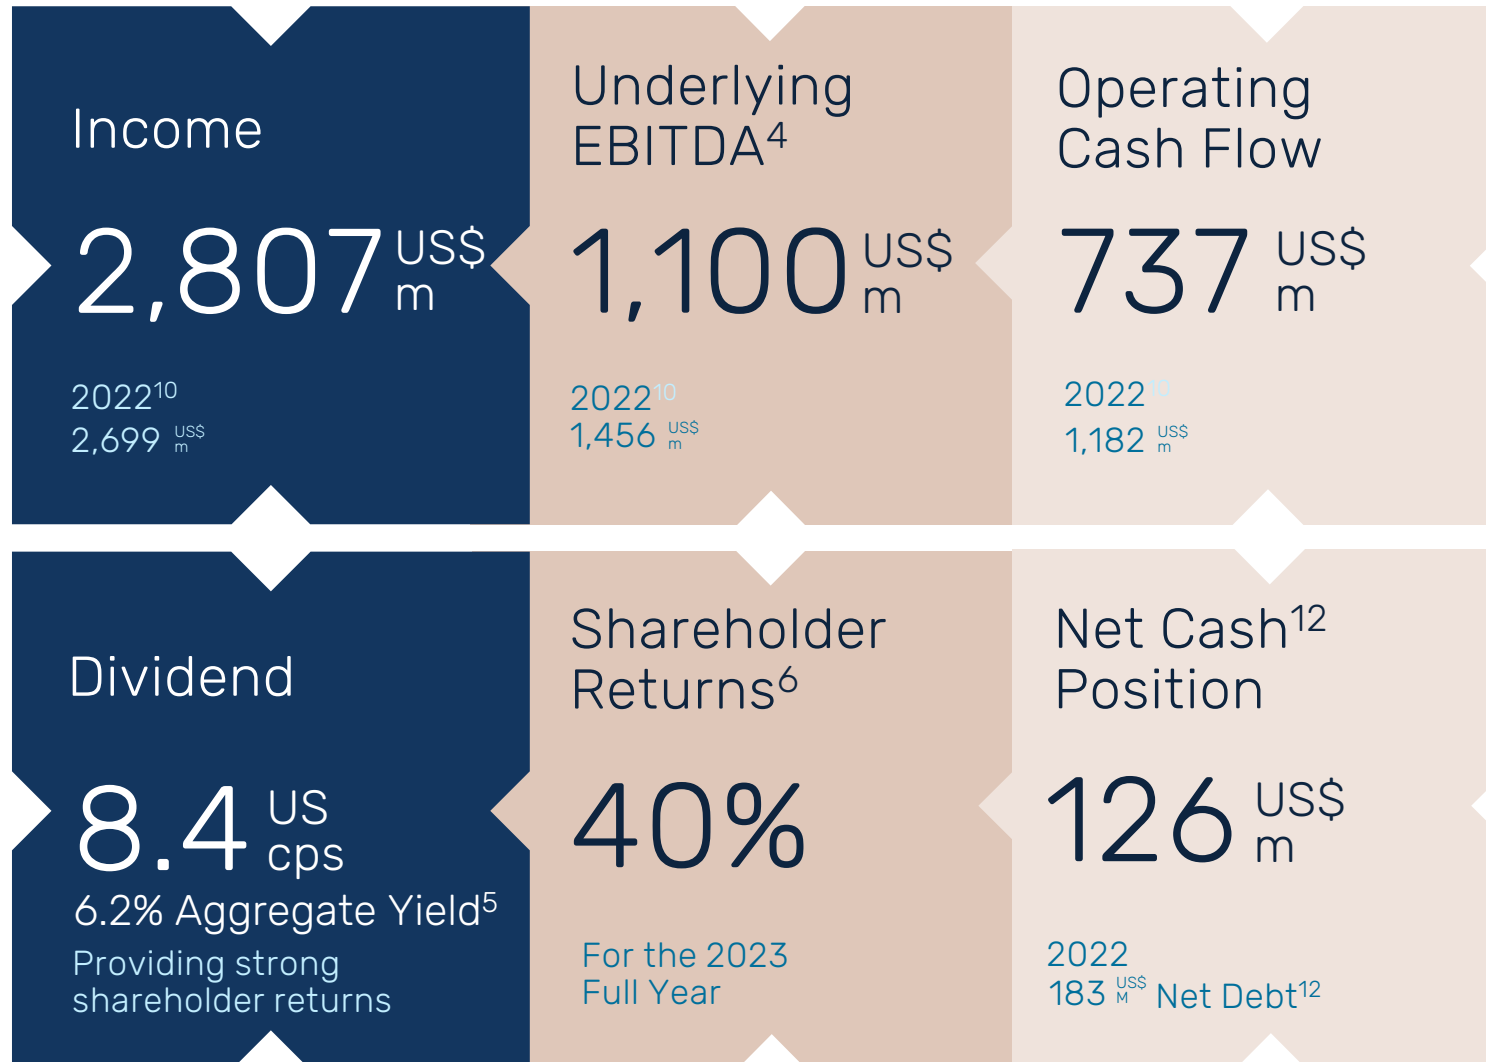 Income
2,807 US$
m
2022¹⁰
2,699 US$
m
Underlying
EBITDA⁴
1,100 US$
m
2022¹⁰
1,456 US$
m
Operating
Cash Flow
737 US$
m
2022¹⁰
1,182 US$
m
Dividend
8.4 US
cps
6.2% Aggregate Yield⁵
Providing strong
shareholder returns
Shareholder
Returns⁶
40%
For the 2023
Full Year
Net Cash¹²
Position
126 US$
m
2022
183 US$
M Net Debt¹²